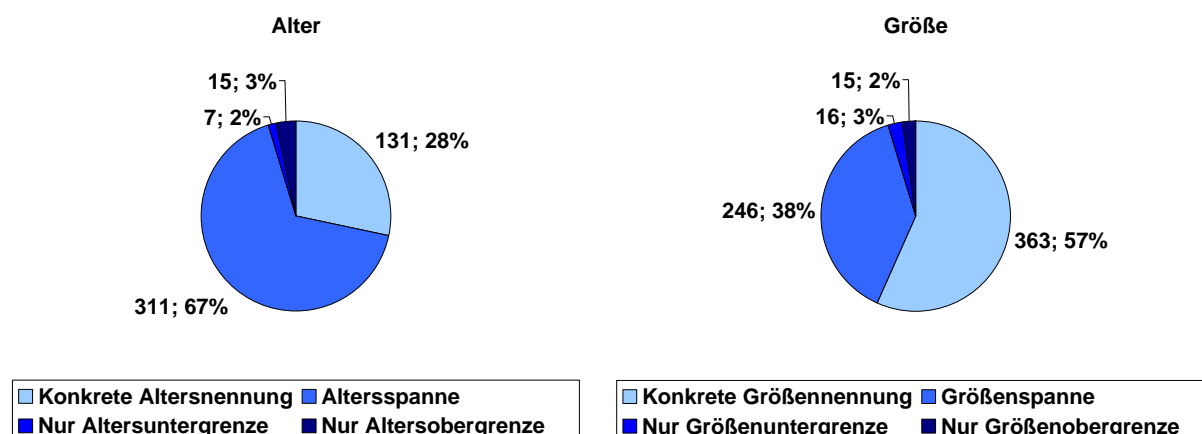 Alter
15; 3%
7; 2%
131; 28%
311; 67%
Konkrete Altersnennung Altersspanne
Nur Altersuntergrenze Nur Altersobergrenze
Größe
15; 2%
16; 3%
246; 38%
363; 57%
Konkrete Größennennung Größenspanne
Nur Größenuntergrenze Nur Größenobergrenze